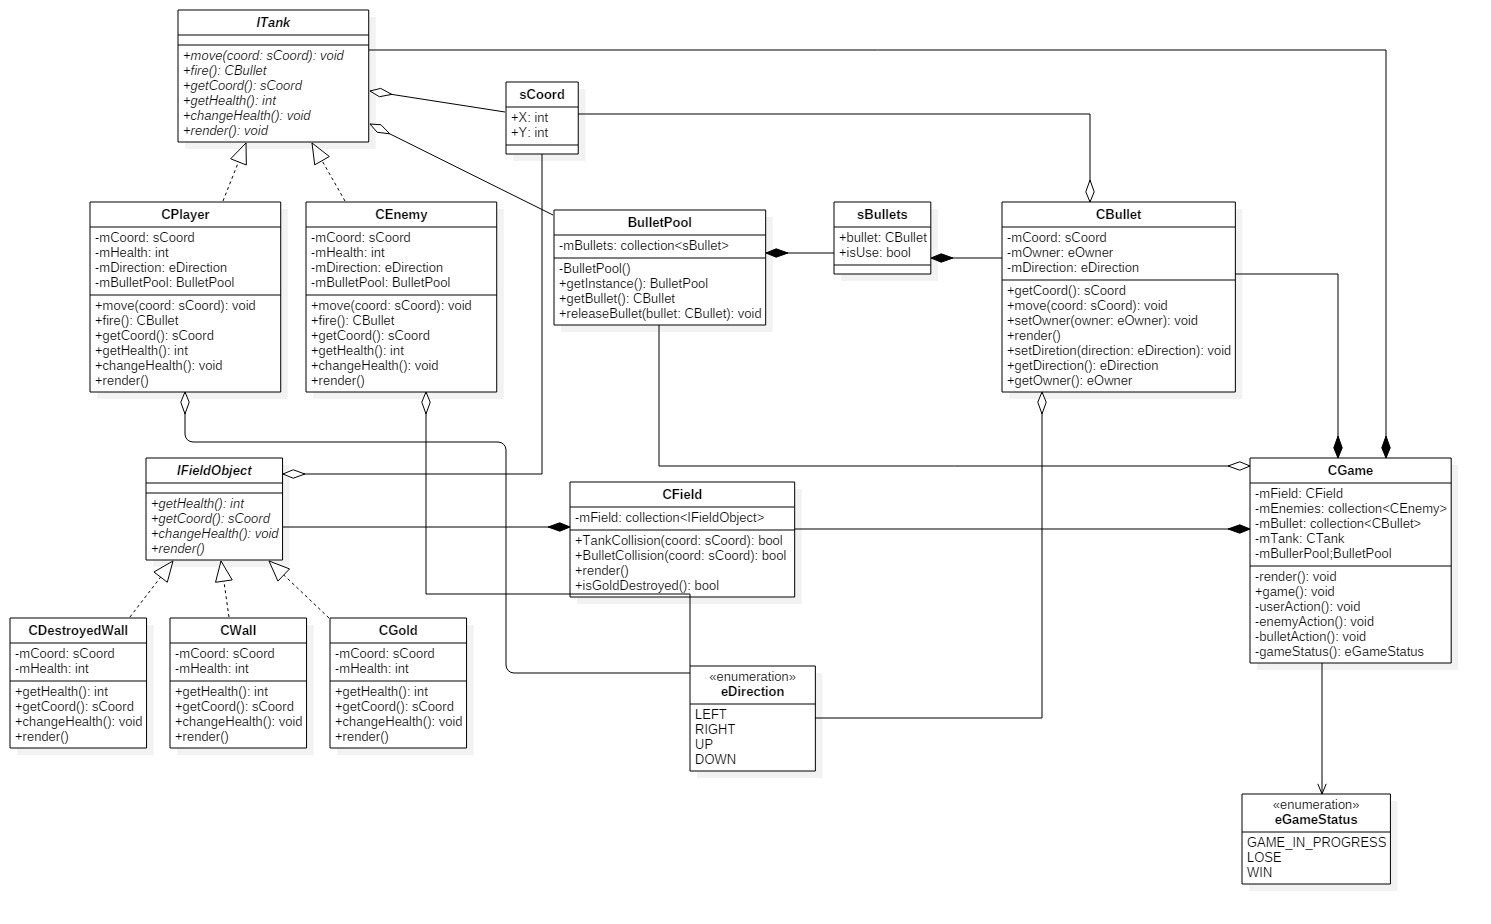 ITank
+move(coord: sCoord): void
+fire(): CBullet
+getCoord(): sCoord
+getHealth(): int
+changeHealth(): void
+render(): void
sCoord
+X: int
+Y: int
CPlayer
-mCoord: sCoord
-mHealth: int
-mDirection: eDirection
-mBulletPool: BulletPool
+move(coord: sCoord): void
+fire(): CBullet
+getCoord(): sCoord
+getHealth(): int
+changeHealth(): void
+render()
CEnemy
-mCoord: sCoord
-mHealth: int
-mDirection: eDirection
-mBulletPool: BulletPool
+move(coord: sCoord): void
+fire(): CBullet
+getCoord(): sCoord
+getHealth(): int
+changeHealth(): void
+render()
BulletPool
-mBullets: collection<sBullet>
-BulletPool()
+getInstance(): BulletPool
+getBullet(): CBullet
+releaseBullet(bullet: CBullet): void
sBullets
+bullet: CBullet
+isUse: bool
CBullet
-mCoord: sCoord
-mOwner: eOwner
-mDirection: eDirection
+getCoord(): sCoord
+move(coord: sCoord): void
+setOwner(owner: eOwner): void
+render()
+setDiretion(direction: eDirection): void
+getDirection(): eDirection
+getOwner(): eOwner
IFieldObject
+getHealth(): int
+getCoord(): sCoord
+changeHealth(): void
+render()
CField
-mField: collection<IFieldObject>
+TankCollision(coord: sCoord): bool
+BulletCollision(coord: sCoord): bool
+render()
+isGoldDestroyed(): bool
CGame
-mField: CField
-mEnemies: collection<CEnemy>
-mBullet: collection<CBullet>
-mTank: CTank
-mBullerPool;BulletPool
-render(): void
+game(): void
-userAction(): void
-enemyAction(): void
-bulletAction(): void
-gameStatus(): eGameStatus
CDestroyedWall
-mCoord: sCoord
-mHealth: int
+getHealth(): int
+getCoord(): sCoord
+changeHealth(): void
+render()
CWall
-mCoord: sCoord
-mHealth: int
+getHealth(): int
+getCoord(): sCoord
+changeHealth(): void
+render()
CGold
-mCoord: sCoord
-mHealth: int
+getHealth(): int
+getCoord(): sCoord
+changeHealth(): void
+render()
«enumeration»
eDirection
LEFT
RIGHT
UP
DOWN
«enumeration»
eGameStatus
GAME_IN_PROGRESS
LOSE
WIN